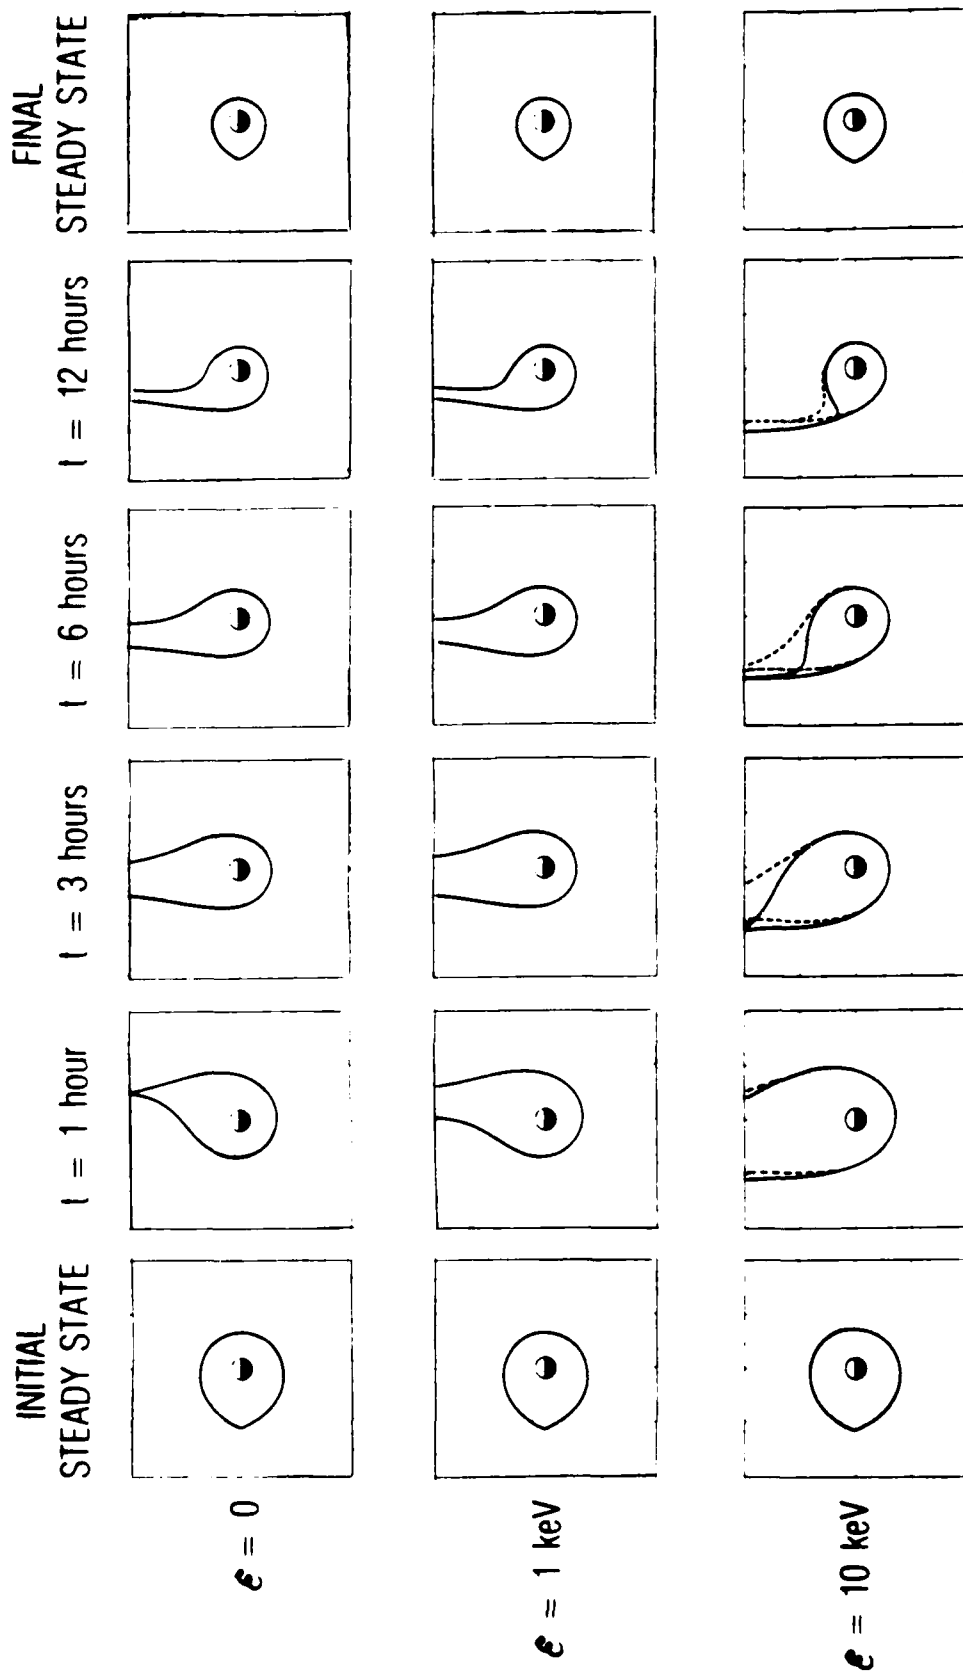 INITIAL
STEADY STATE
t = 1 hour
t = 3 hours
t = 6 hours
t = 12 hours
FINAL
STEADY STATE
ℰ = 0
ℰ = 1 keV
ℰ = 10 keV